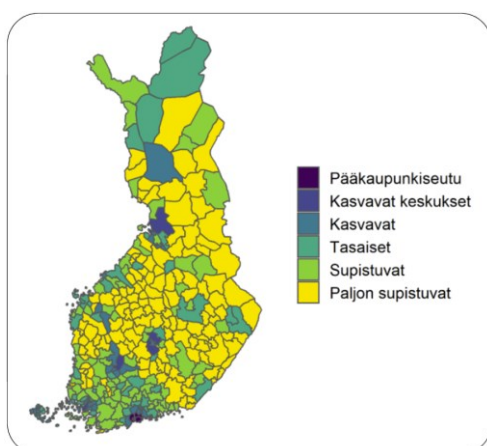 Pääkaupunkiseutu
Kasvavat keskukset
Kasvavat
Tasaiset
Supistuvat
Paljon supistuvat